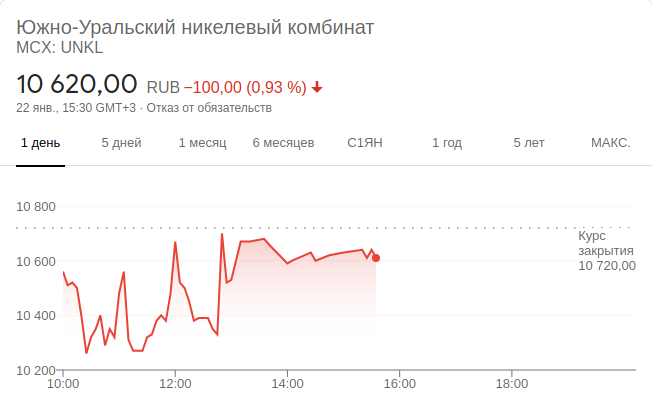 Южно-Уральский никелевый комбинат
MCX: UNKL
10 620,00 RUB −100,00 (0,93 %)
22 янв., 15:30 GMT+3 · Отказ от обязательств
1 день 5 дней 1 месяц 6 месяцев С1ЯН 1 год 5 лет МАКС.
10 800
Курс
закрытия
10 720,00
10 600
10 400
10 200
10:00 12:00 14:00 16:00 18:00